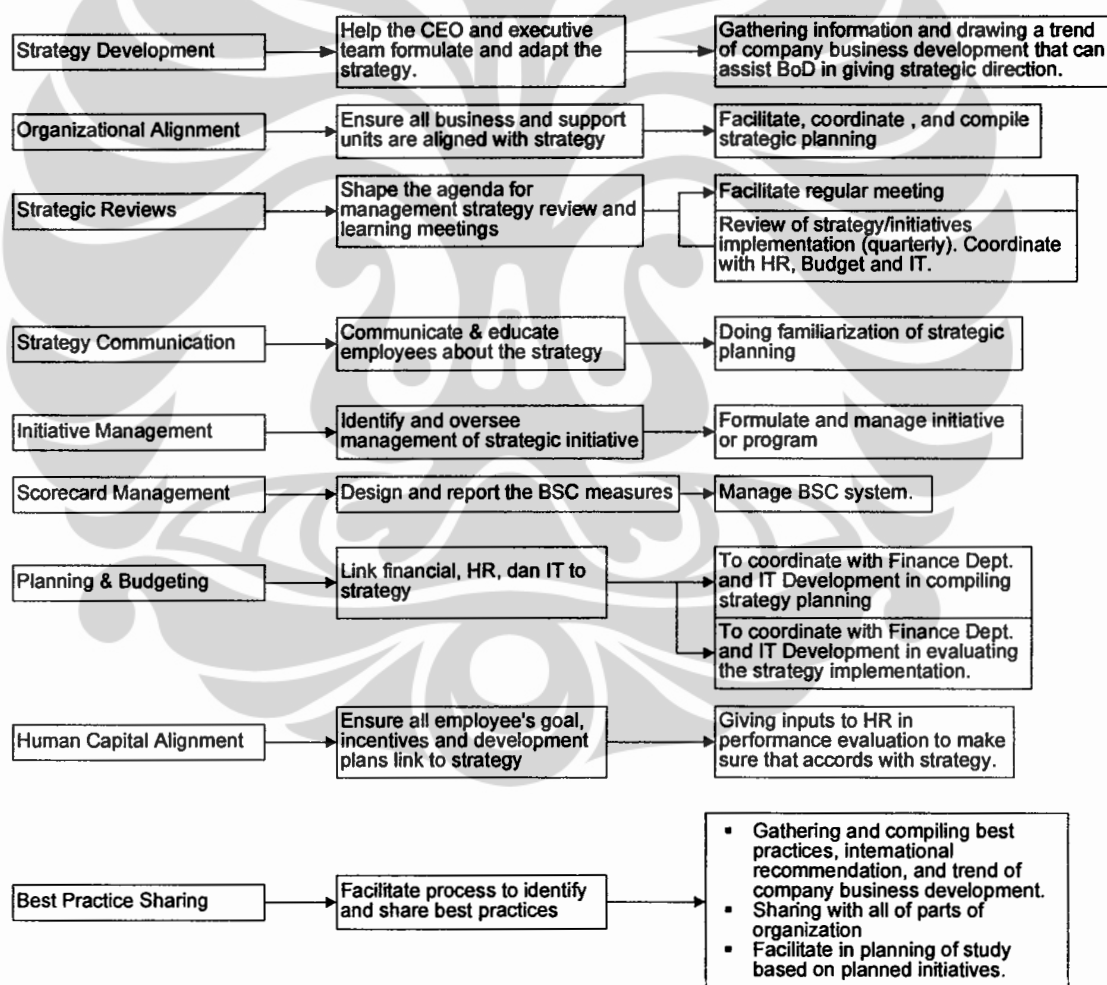 Strategy Development
Help the CEO and executive
team formulate and adapt the
strategy.
Gathering information and drawing a trend
of company business development that can
assist BoD in giving strategic direction.
Organizational Alignment
Ensure all business and support
units are aligned with strategy
Facilitate, coordinate , and compile
strategic planning
Strategic Reviews
Shape the agenda for
management strategy review and
learning meetings
Facilitate regular meeting
Review of strategy/initiatives
implementation (quarterly). Coordinate
with HR, Budget and IT.
Strategy Communication
Communicate & educate
employees about the strategy
Doing familiarization of strategic
planning
Initiative Management
Identify and oversee
management of strategic initiative
Formulate and manage initiative
or program
Scorecard Management
Design and report the BSC measures
Manage BSC system.
Planning & Budgeting
Link financial, HR, dan IT to
strategy
To coordinate with Finance Dept.
and IT Development in compiling
strategy planning
To coordinate with Finance Dept.
and IT Development in evaluating
the strategy implementation.
Human Capital Alignment
Ensure all employee's goal,
incentives and development
plans link to strategy
Giving inputs to HR in
performance evaluation to make
sure that accords with strategy.
Best Practice Sharing
Facilitate process to identify
and share best practices
▪ Gathering and compiling best
practices, international
recommendation, and trend of
company business development.
▪ Sharing with all of parts of
organization
▪ Facilitate in planning of study
based on planned initiatives.